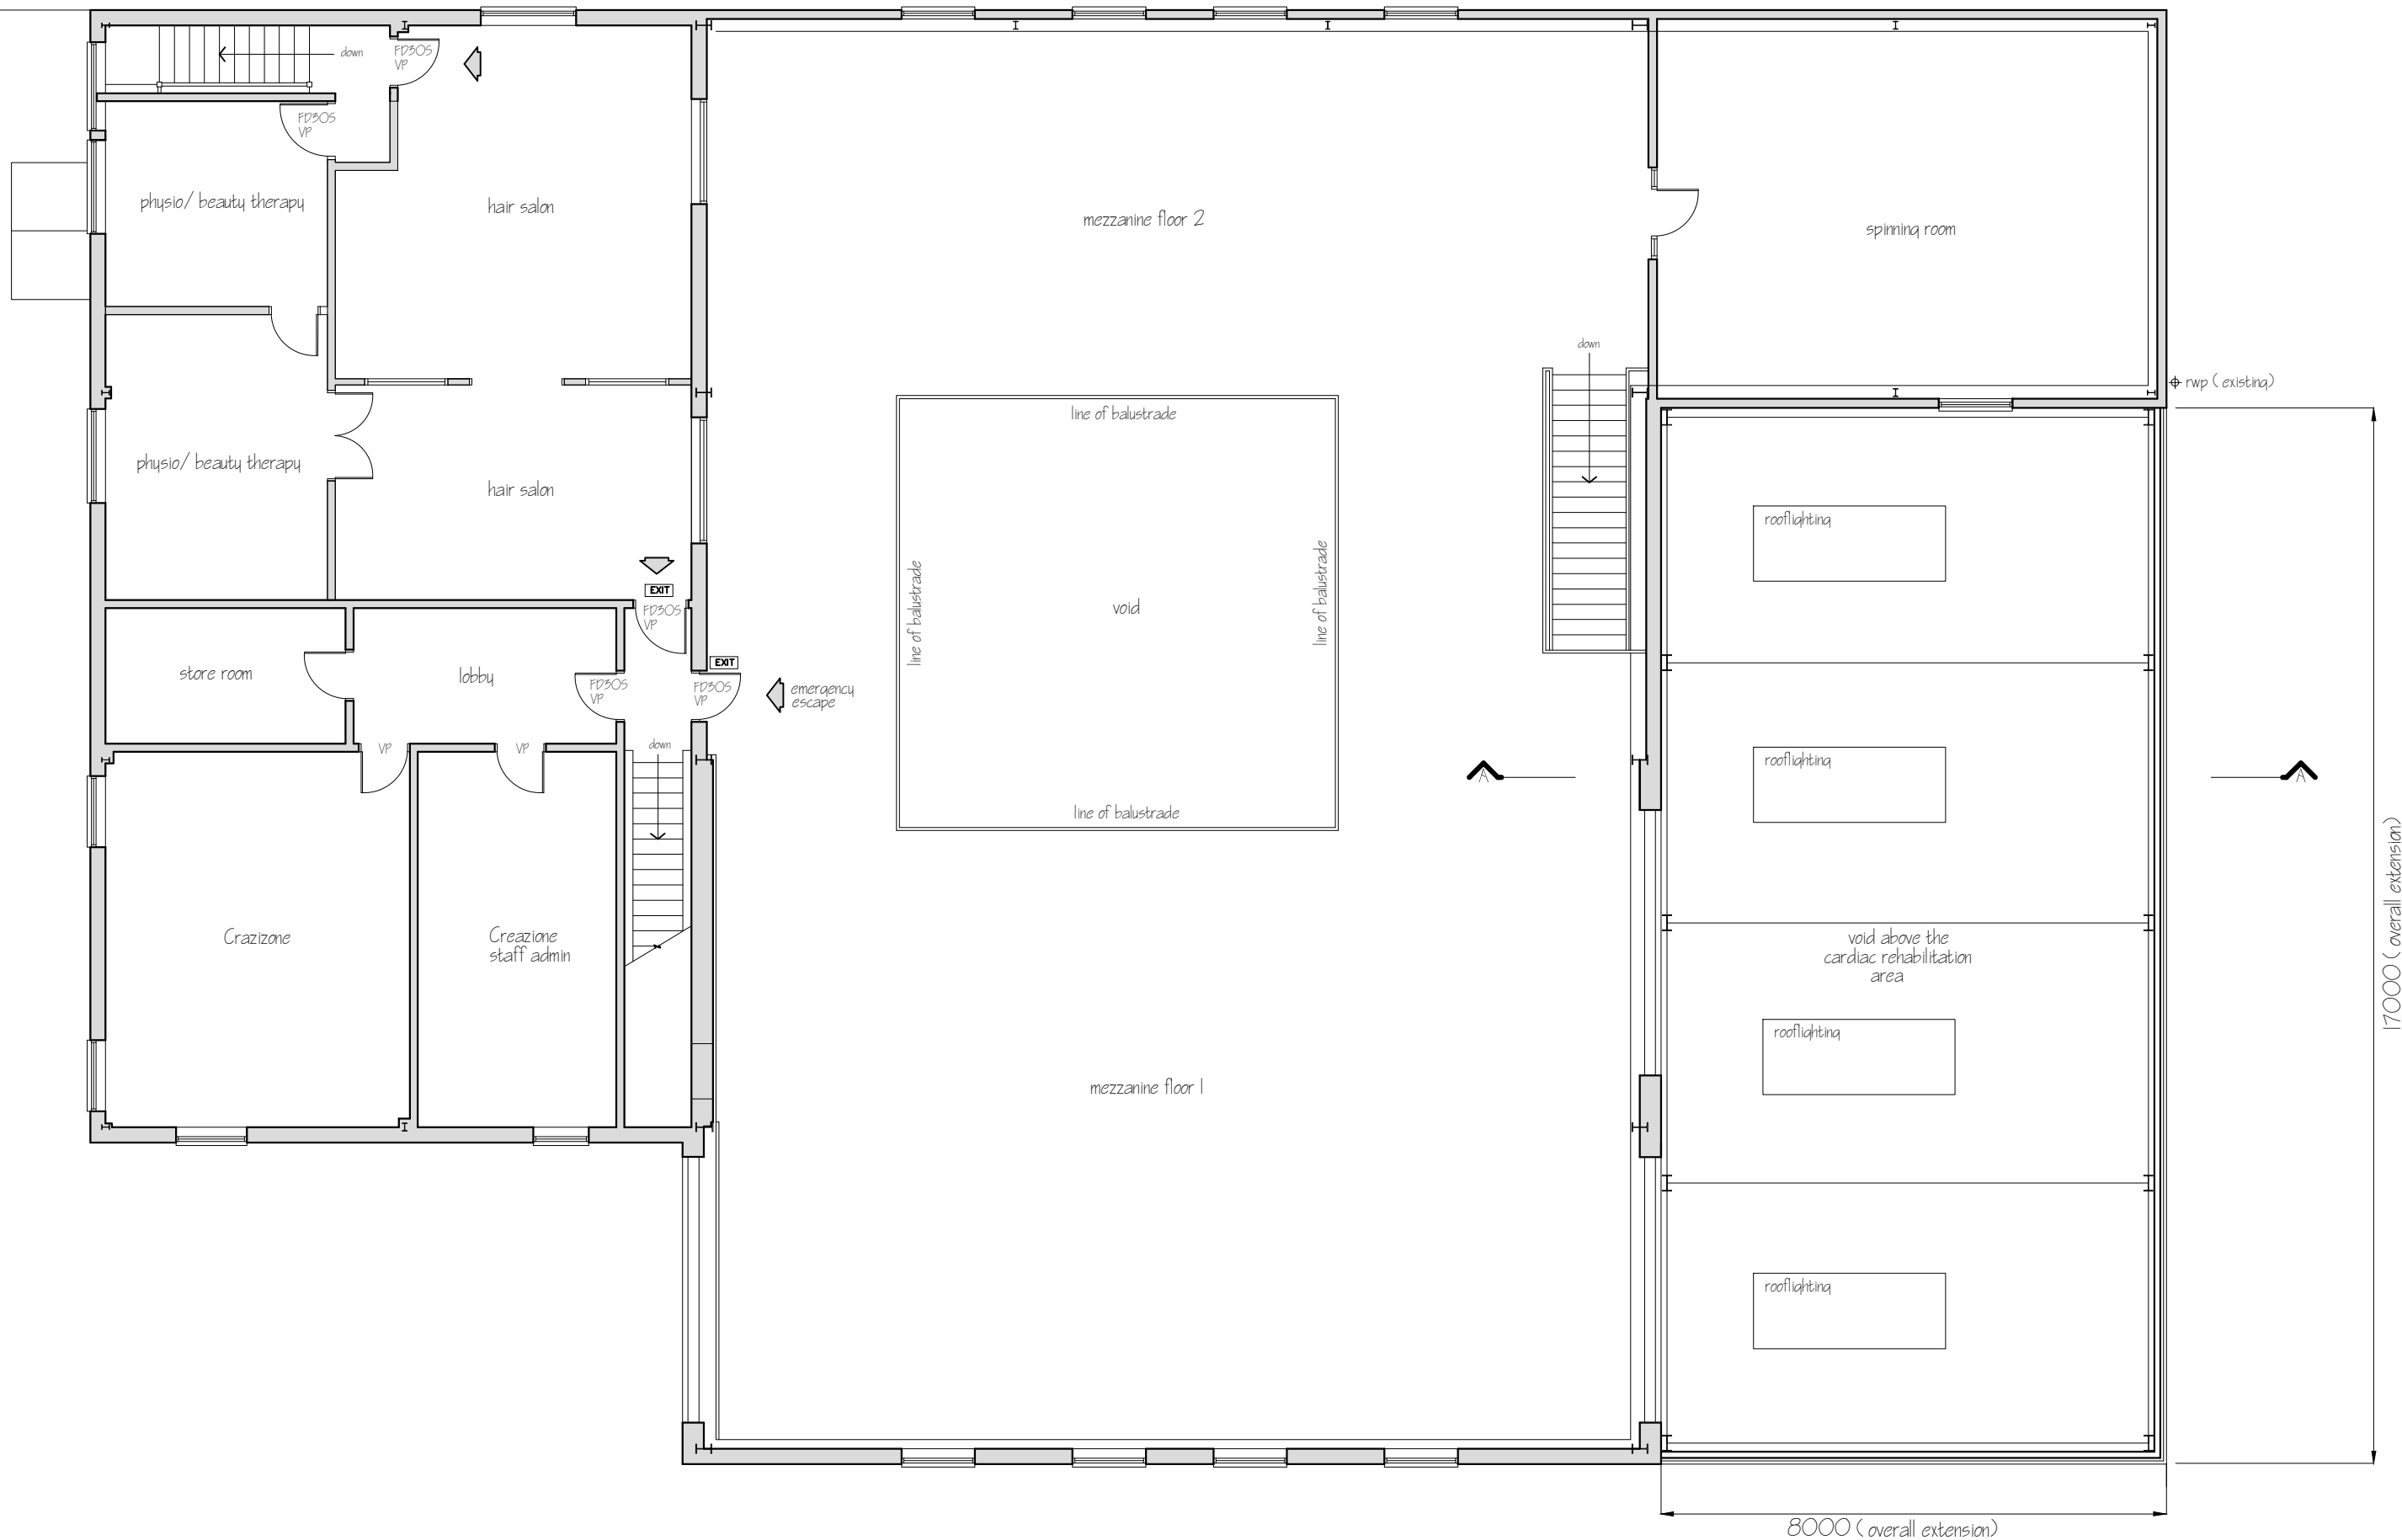 down
FD30S
VP
FD30S
VP
physio/ beauty therapy
hair salon
mezzanine floor 2
spinning room
down
rwp ( existing)
line of balustrade
physio/ beauty therapy
hair salon
rooflighting
line of balustrade
line of balustrade
EXIT
FD30S
VP
void
EXIT
store room
lobby
FD30S
VP
FD30S
VP
emergency
escape
down
VP
VP
rooflighting
A
A
line of balustrade
17000 ( overall extension)
Crazizone
Creazione
staff admin
void above the
cardiac rehabilitation
area
rooflighting
mezzanine floor 1
rooflighting
8000 ( overall extension)